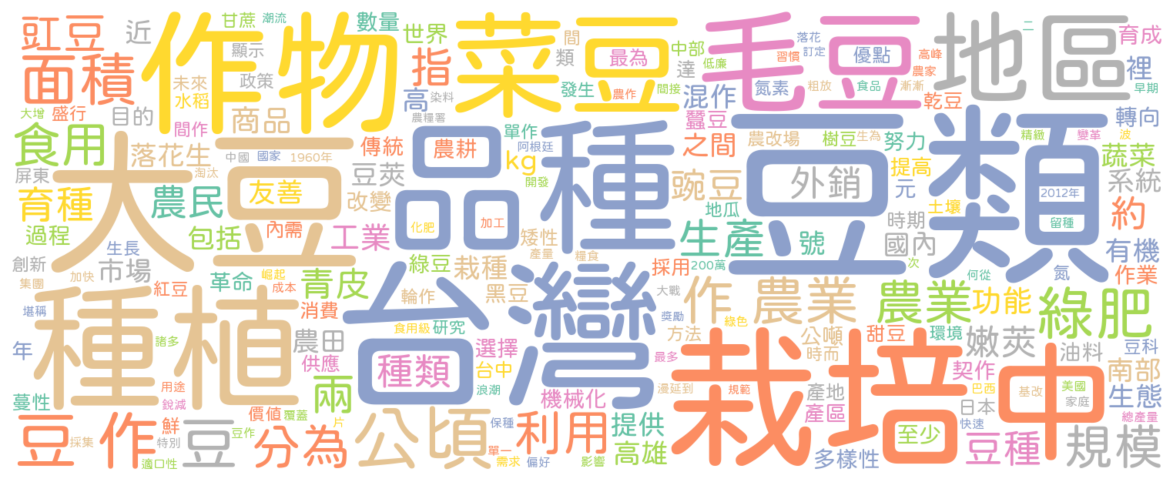 豇豆
近
甘蔗
潮流
數量
作物
菜豆
毛豆
地區
面積
未來
水稻
顯示
政策
世界
指
間
類
最為
中部
達
低廉
習慣
落花
訂定
優點
高峰
農家
二
育成
裡
早期
大增
盛行
目的
間作
商品
高
染料
農糧署
發生
農作
間接
混作
氮素
粗放
食品
漸漸
乾豆
轉向
食用
落花生
中國
國家
1960年
傳統
農耕
單作
阿根廷
kg
開發
品種
蠶豆
之間
農改場
樹豆
生為
努力
豆類
精緻
變革
波
蔬菜
屏東
淘汰
大豆
友善
豆莢
改變
豌豆
外銷
提高
元
土壤
2012年
留種
系統
約
育種
農民
包括
內需
工業
化肥
加工
矮性
產量
糧食
地瓜
生產
號
時期
國內
有機
過程
生長
創新
集團
市場
加快
崛起
成本
革命
青皮
綠豆
栽種
採用
200萬
次
何從
氮
作業
堪稱
紅豆
消費
輪作
黑豆
台灣
大戰
獎勵
作
農業
農業
功能
綠肥
種植
年
諸多
農田
供應
食用級
研究
方法
綠色
公噸
時而
甜豆
環境
嫩莢
油料
豆科
種類
選擇
台中
浪潮
最多
漫延到
栽培
中
契作
巴西
基改
美國
家庭
南部
生態
蔓性
用途
銳減
價值
覆蓋
兩
機械化
保種
規範
產地
產區
日本
快速
總產量
豆作
採集
鮮
特別
適口性
豆
豆作
分為
片
公頃
單一
需求
偏好
利用
影響
提供
高雄
至少
多樣性
豆種
規模